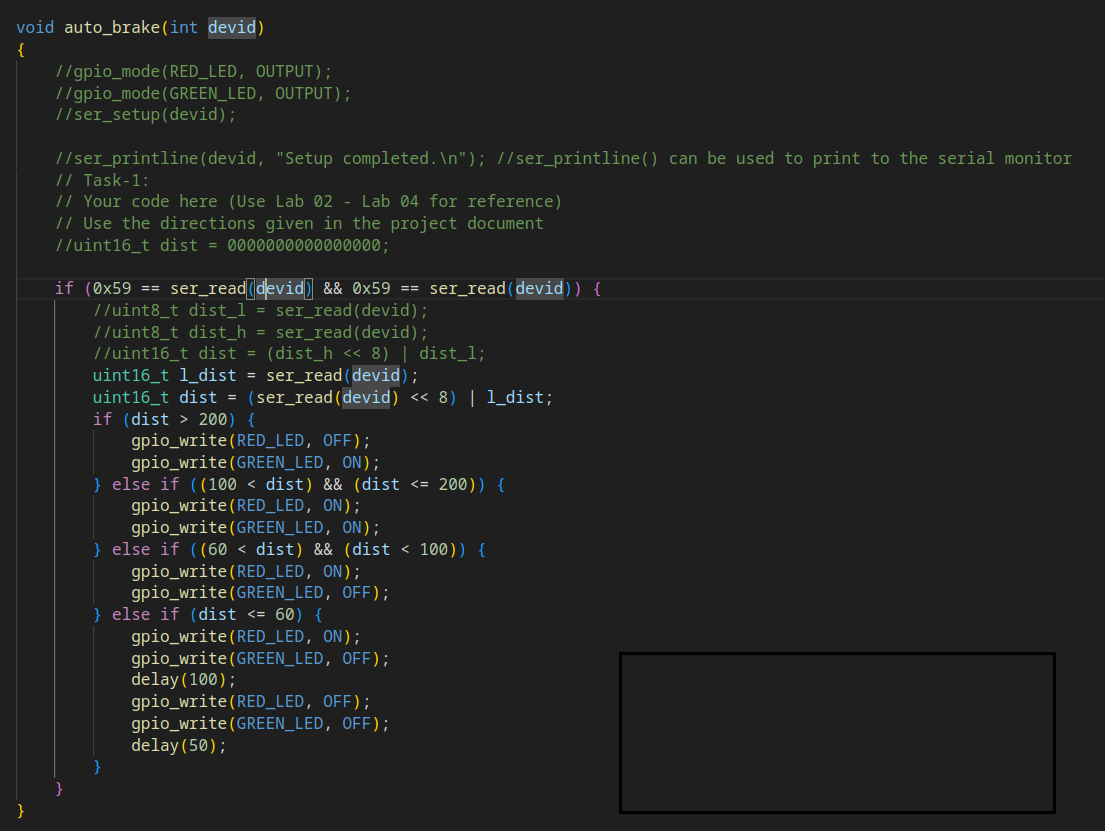 void auto_brake(int devid)
{
    //gpio_mode(RED_LED, OUTPUT);
    //gpio_mode(GREEN_LED, OUTPUT);
    //ser_setup(devid);

    //ser_printline(devid, "Setup completed.\n"); //ser_printline() can be used to print to the serial monitor
    // Task-1:
    // Your code here (Use Lab 02 - Lab 04 for reference)
    // Use the directions given in the project document
    //uint16_t dist = 0000000000000000;

    if (0x59 == ser_read(devid) && 0x59 == ser_read(devid)) {
        //uint8_t dist_l = ser_read(devid);
        //uint8_t dist_h = ser_read(devid);
        //uint16_t dist = (dist_h << 8) | dist_l;
        uint16_t l_dist = ser_read(devid);
        uint16_t dist = (ser_read(devid) << 8) | l_dist;
        if (dist > 200) {
            gpio_write(RED_LED, OFF);
            gpio_write(GREEN_LED, ON);
        } else if ((100 < dist) && (dist <= 200)) {
            gpio_write(RED_LED, ON);
            gpio_write(GREEN_LED, ON);
        } else if ((60 < dist) && (dist < 100)) {
            gpio_write(RED_LED, ON);
            gpio_write(GREEN_LED, OFF);
        } else if (dist <= 60) {
            gpio_write(RED_LED, ON);
            gpio_write(GREEN_LED, OFF);
            delay(100);
            gpio_write(RED_LED, OFF);
            gpio_write(GREEN_LED, OFF);
            delay(50);
        }
    }
}